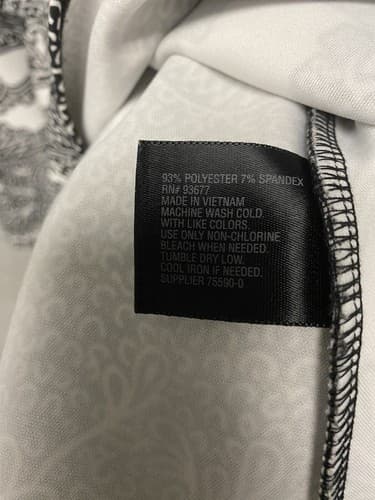 93% POLYESTER 7% SPANDEX
RN# 93677
MADE IN VIETNAM
MACHINE WASH COLD
WITH LIKE COLORS.
USE ONLY NON-CHLORINE
BLEACH WHEN NEEDED.
TUMBLE DRY LOW.
COOL IRON IF NEEDED.
SUPPLIER 75590-0